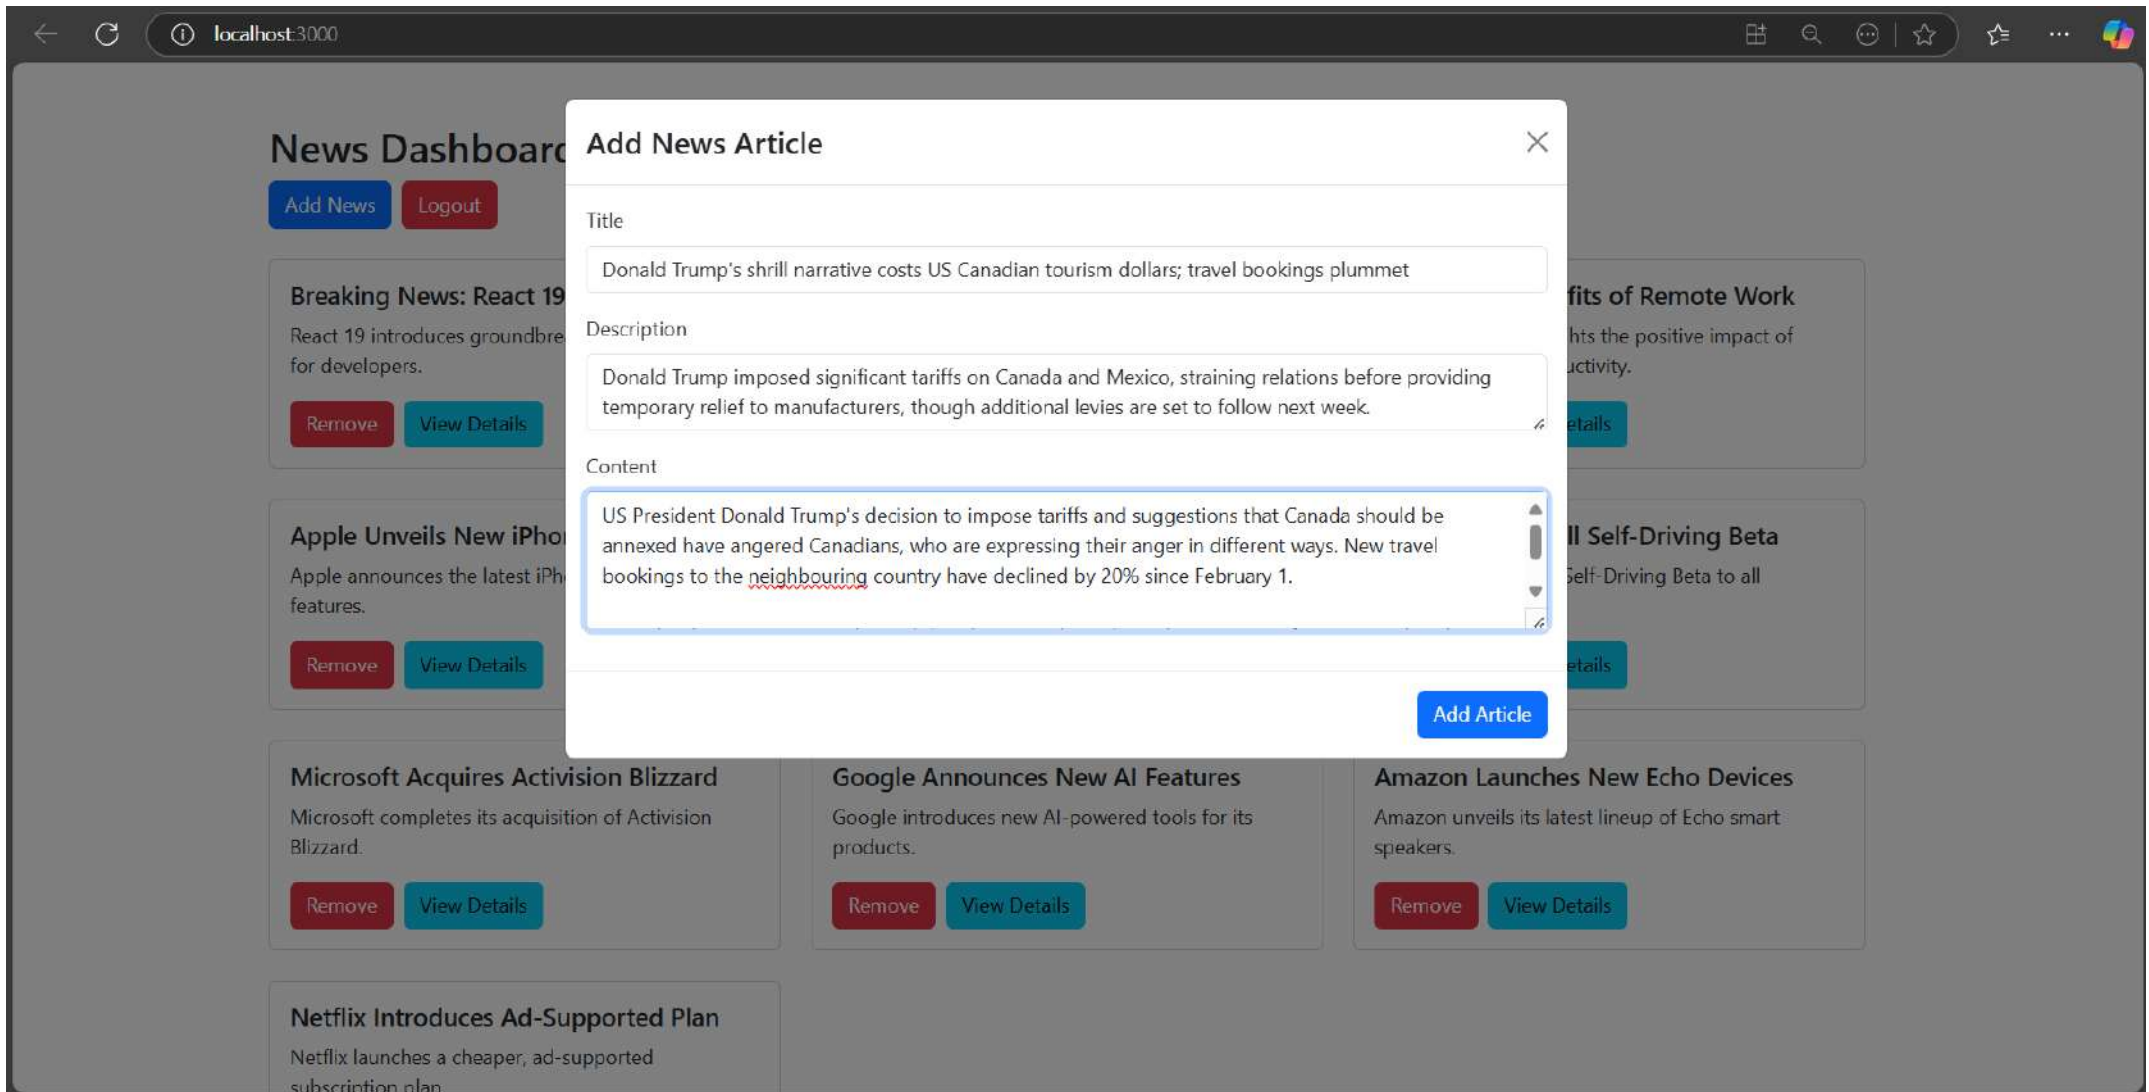 localhost:3000
News Dashboard
Add News
Logout
Breaking News: React 19
React 19 introduces
for developers.
Remove
View Details
fits of Remote Work
hts the positive impact of
uctivity.
etails
Apple Unveils New
Apple announces the latest
features.
Remove
View Details
ll Self-Driving Beta
Self-Driving Beta to all
etails
Add News Article
Title
Donald Trump's shrill narrative costs US Canadian tourism dollars; travel bookings plummet
Description
Donald Trump imposed significant tariffs on Canada and Mexico, straining relations before providing
temporary relief to manufacturers, though additional levies are set to follow next week.
Content
US President Donald Trump's decision to impose tariffs and suggestions that Canada should be
annexed have angered Canadians, who are expressing their anger in different ways. New travel
bookings to the neighbouring country have declined by 20% since February 1.
Add Article
Microsoft Acquires Activision Blizzard
Microsoft completes its acquisition of Activision
Blizzard.
Remove
View Details
Google Announces New AI Features
Google introduces new AI-powered tools for its
products.
Remove
View Details
Amazon Launches New Echo Devices
Amazon unveils its latest lineup of Echo smart
speakers.
Remove
View Details
Netflix Introduces Ad-Supported Plan
Netflix launches a cheaper, ad-supported
subscription plan